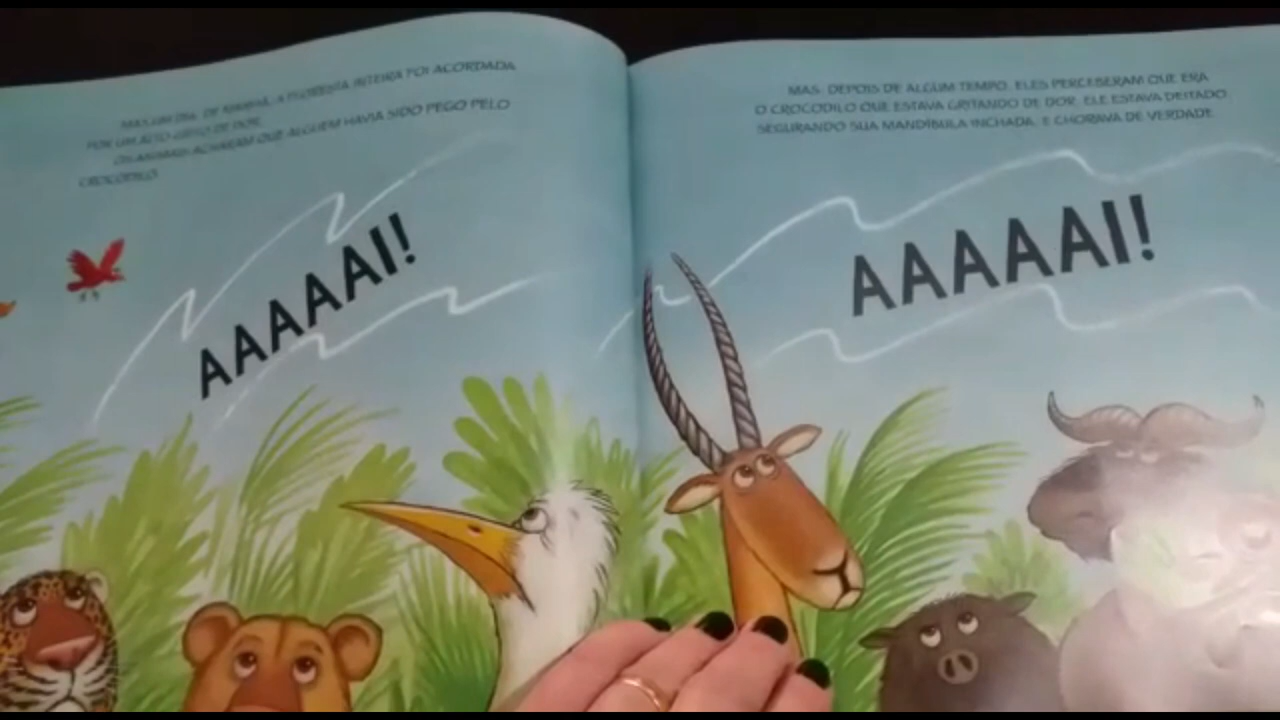 MAS UM DIA, DE MANHÃ, A FLORESTA INTEIRA FOI ACORDADA
POR UM ALTO GRITO DE DOR.
OS ANIMAIS ACHARAM QUE ALGUÉM HAVIA SIDO PEGO PELO
CROCODILO.
AAAAAI!
MAS, DEPOIS DE ALGUM TEMPO, ELES PERCEBERAM QUE ERA
O CROCODILO QUE ESTAVA GRITANDO DE DOR. ELE ESTAVA DEITADO,
SEGURANDO SUA MANDÍBULA INCHADA, E CHORAVA DE VERDADE.
AAAAAI!